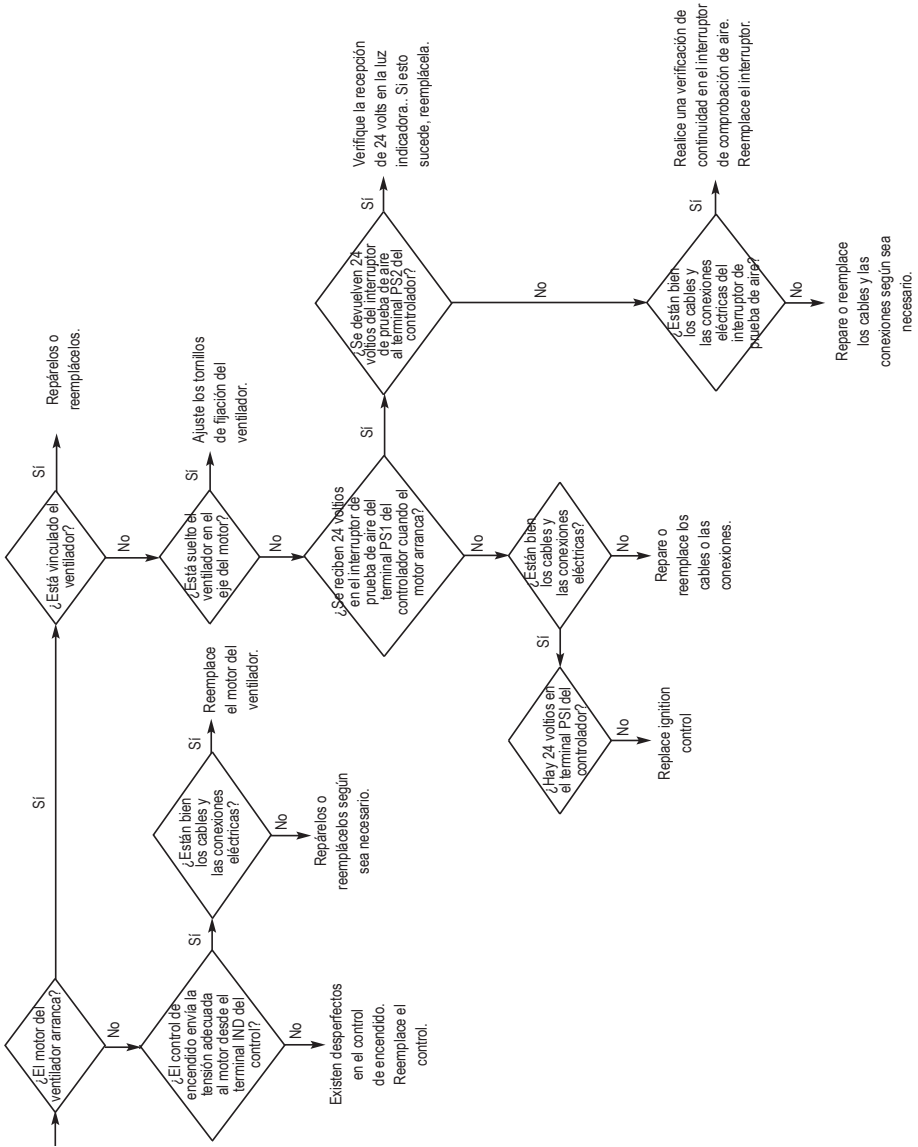 ¿El motor del
ventilador arranca?
Sí
No
¿Está vinculado el
ventilador?
Sí
Repárelos o
reemplácelos.
No
¿El control de
encendido envía la
tensión adecuada
al motor desde el
terminal IND del
control?
Sí
No
Existen desperfectos
en el control
de encendido.
Reemplace el
control.
¿Están bien
los cables y
las conexiones
eléctricas?
Sí
Reemplace
el motor del
ventilador.
No
Repárelos o
reemplácelos según
sea necesario.
¿Está suelto el
ventilador en el
eje del motor?
Sí
Ajuste los tornillos
de fijación del
ventilador.
No
¿Se reciben 24 voltios
en el interruptor de
prueba de aire del
terminal PS1 del
controlador cuando el
motor arranca?
Sí
No
¿Se devuelven 24
voltios del interruptor
de prueba de aire
al terminal PS2 del
controlador?
Sí
Verifique la recepción
de 24 volts en la luz
indicadora.. Si esto
sucede, reemplácela.
No
¿Están bien
los cables y
las conexiones
eléctricas?
Sí
No
Repare o
reemplace los
cables o las
conexiones.
¿Hay 24 voltios en
el terminal PSI del
controlador?
No
Replace ignition
control
¿Están bien
los cables y
las conexiones
eléctricas del
interruptor de
prueba de aire?
Sí
Realice una verificación de
continuidad en el interruptor
de comprobación de aire.
Reemplace el interruptor.
No
Repare o reemplace
los cables y las
conexiones según sea
necesario.